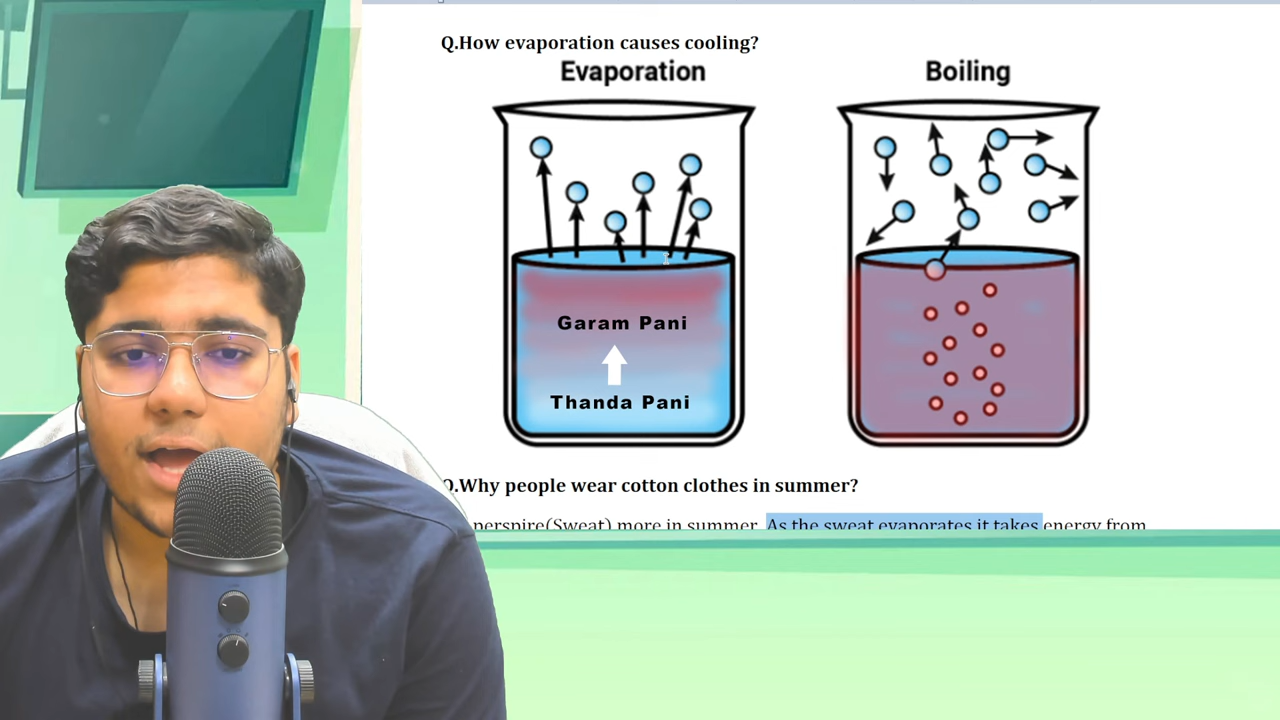 Q.How evaporation causes cooling?
Evaporation
Boiling
Garam Pani
Thanda Pani
Q.Why people wear cotton clothes in summer?
perspire(Sweat) more in summer. As the sweat evaporates it takes energy from